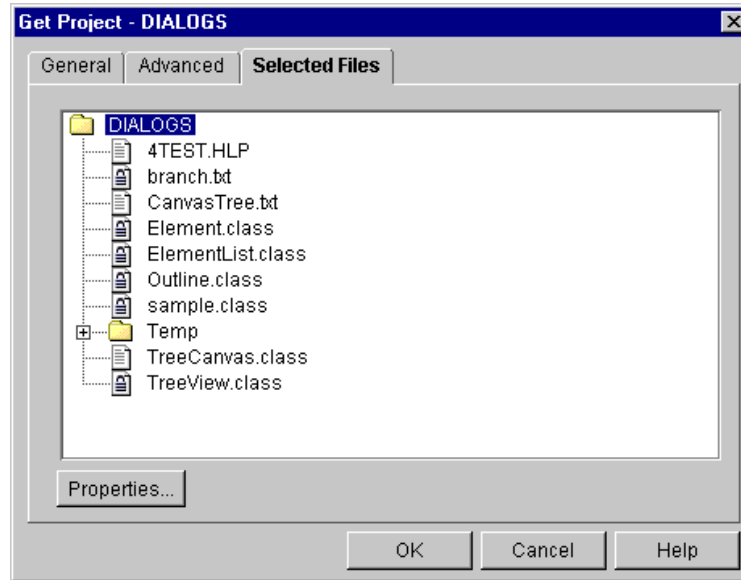 Get Project - DIALOGS
General Advanced Selected Files
DIALOGS
4TEST.HLP
branch.txt
CanvasTree.txt
Element.class
ElementList.class
Outline.class
sample.class
Temp
TreeCanvas.class
TreeView.class
Properties...
OK Cancel Help